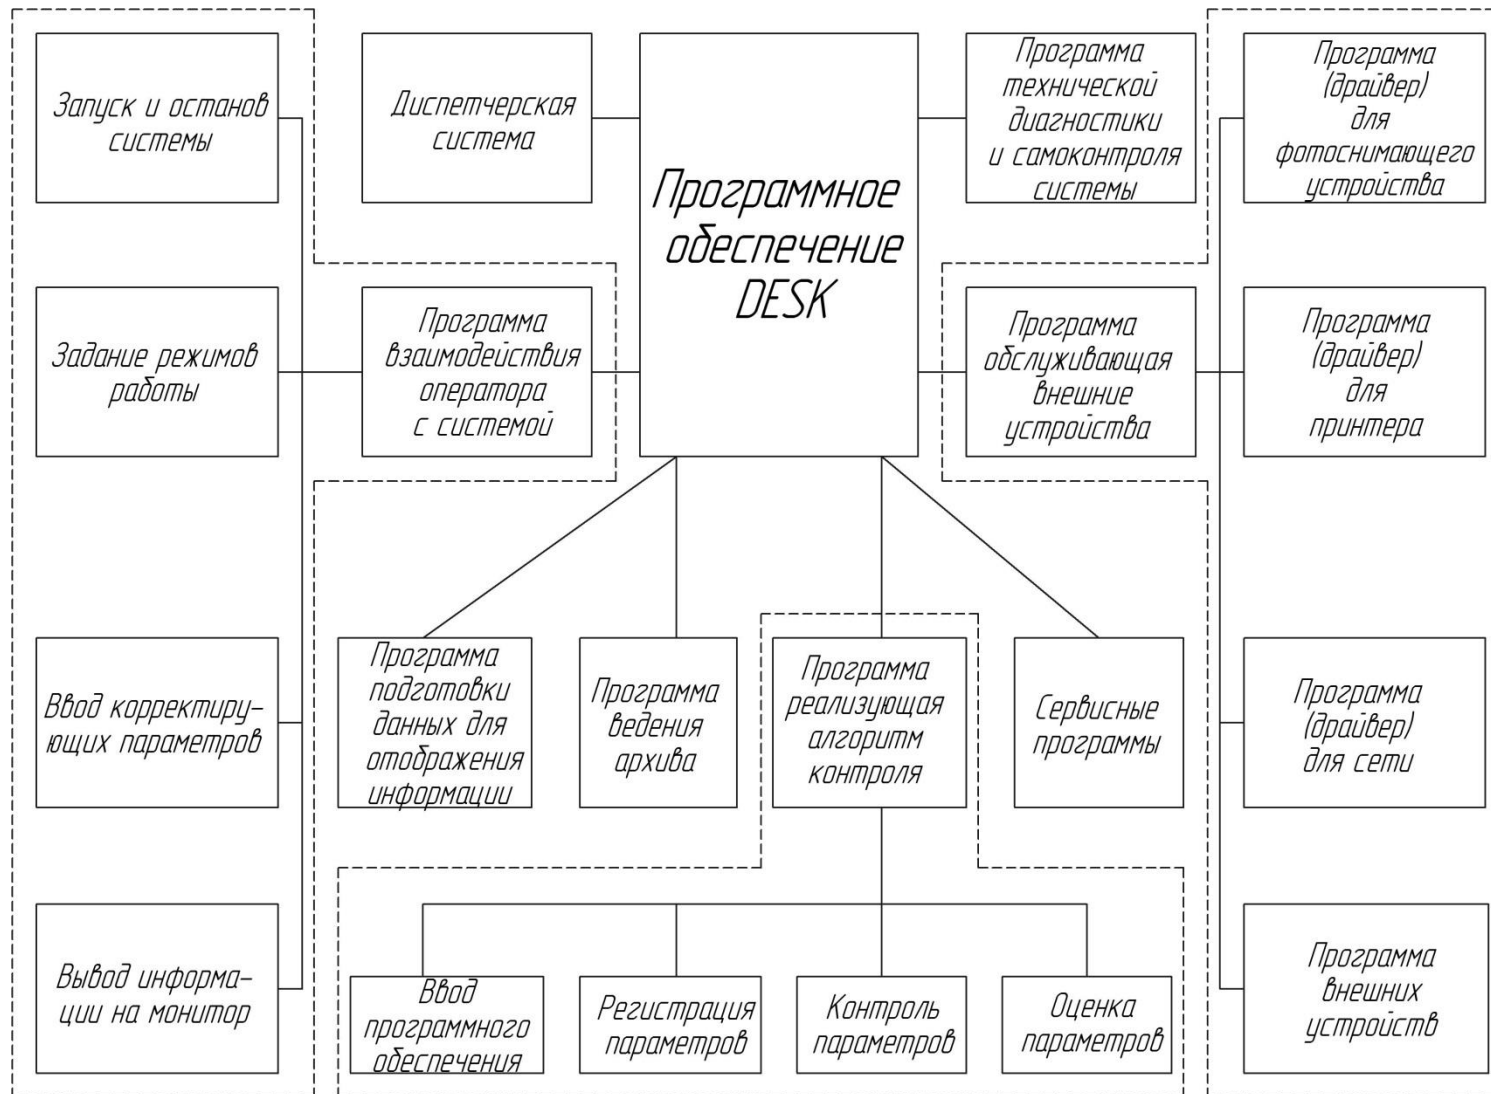 Запуск и останов
системы
Диспетчерская
система
Программное
обеспечение
DESK
Программа
технической
диагностики
и самоконтроля
системы
Программа
(драйвер)
для
фотоснимающего
устройства
Задание режимов
работы
Программа
взаимодействия
оператора
с системой
Программа
обслуживающая
внешние
устройства
Программа
(драйвер)
для
принтера
Ввод корректиру-
ющих параметров
Программа
подготовки
данных для
отображения
информации
Программа
ведения
архива
Программа
реализующая
алгоритм
контроля
Сервисные
программы
Программа
(драйвер)
для сети
Вывод информа-
ции на монитор
Ввод
программного
обеспечения
Регистрация
параметров
Контроль
параметров
Оценка
параметров
Программа
внешних
устройств